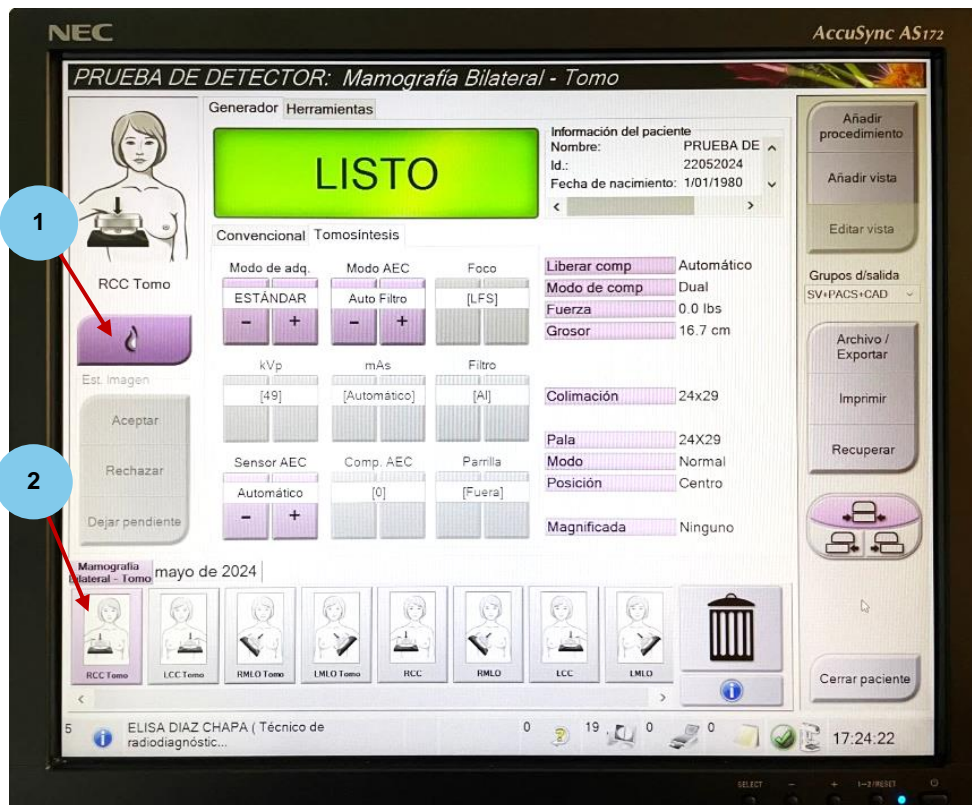 NEC
AccuSync AS172
PRUEBA DE DETECTOR: Mamografía Bilateral - Tomo
Generador Herramientas
LISTO
Información del paciente
Nombre: PRUEBA DE
Id.: 22052024
Fecha de nacimiento: 1/01/1980
1
RCC Tomo
Est. Imagen
Aceptar
Rechazar
Dejar pendiente
2
Convencional Tomosíntesis
Modo de adq. Modo AEC Foco
ESTÁNDAR Auto Filtro [LFS]
- + - +
kVp mAs Filtro
[49] [Automático] [Al]
Sensor AEC Comp. AEC Parrilla
Automático [0] [Fuera]
- +
Liberar comp Automático
Modo de comp Dual
Fuerza 0.0 lbs
Grosor 16.7 cm
Colimación 24x29
Pala 24X29
Modo Normal
Posición Centro
Magnificada Ninguno
Añadir
procedimiento
Añadir vista
Editar vista
Grupos d/salida
SV+PACS+CAD
Archivo /
Exportar
Imprimir
Recuperar
Cerrar paciente
Mamografía
Bilateral - Tomo mayo de 2024
RCC Tomo LCC Tomo RMLO Tomo LMLO Tomo RCC RMLO LCC LMLO
5 ELISA DIAZ CHAPA ( Técnico de
radiodiagnóstic...
0 19 0 0 17:24:22
SELECT - + 1-2/RESET